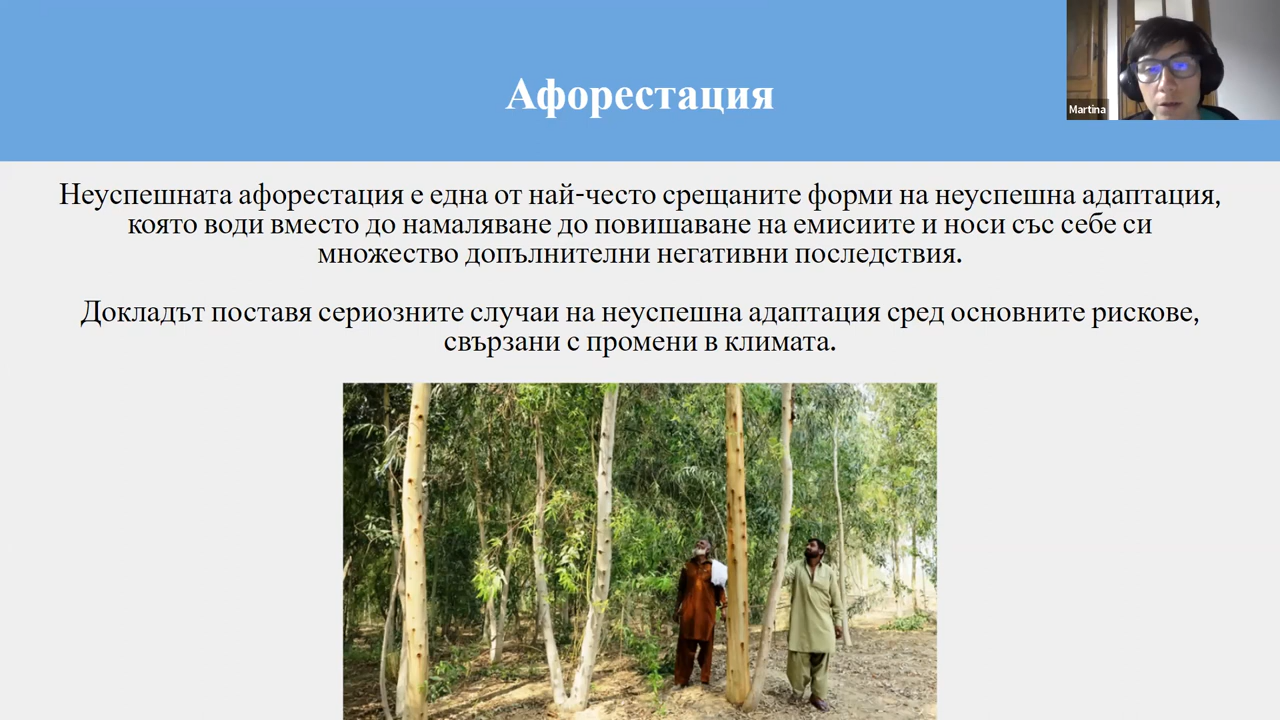 Афорестация
Martina
Неуспешната афорестация е една от най-често срещаните форми на неуспешна адаптация,
която води вместо до намаляване до повишаване на емисиите и носи със себе си
множество допълнителни негативни последствия.
Докладът поставя сериозните случаи на неуспешна адаптация сред основните рискове,
свързани с промени в климата.